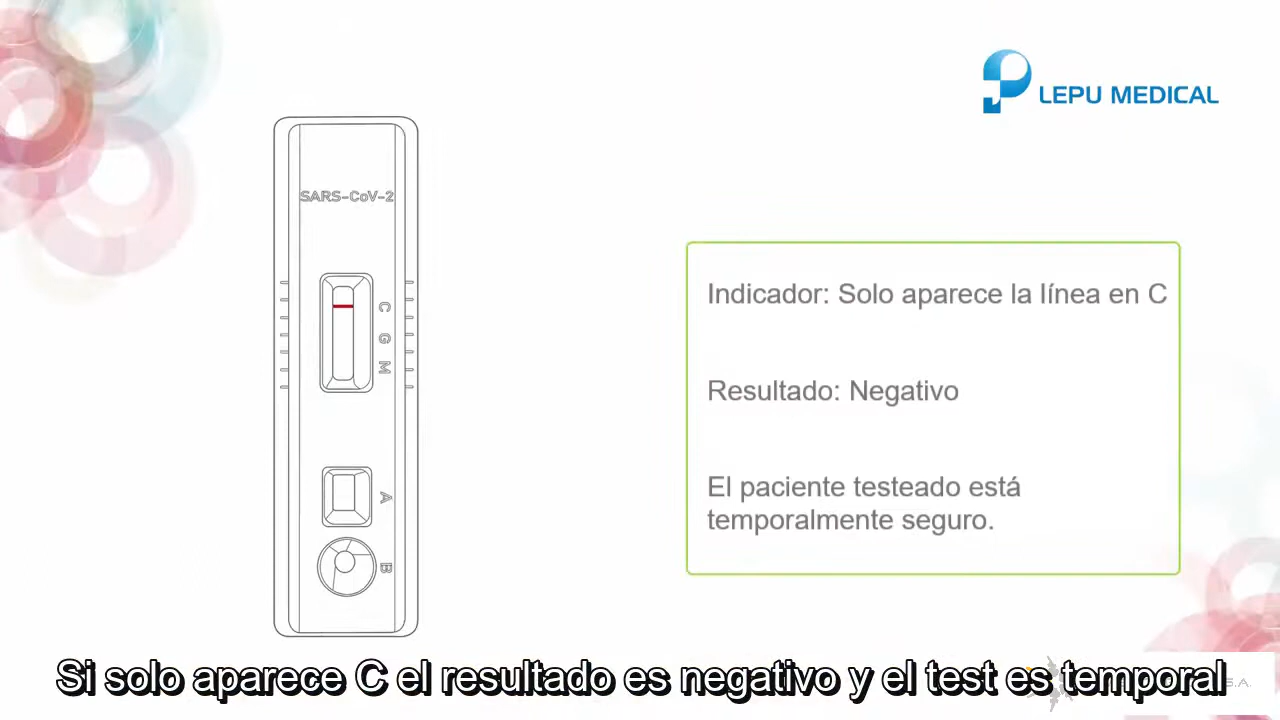 LEPU MEDICAL
SARS-CoV-2
C
G
M
A
B
Indicador: Solo aparece la línea en C
Resultado: Negativo
El paciente testeado está
temporalmente seguro.
Si solo aparece C el resultado es negativo y el test es temporal
S.A.